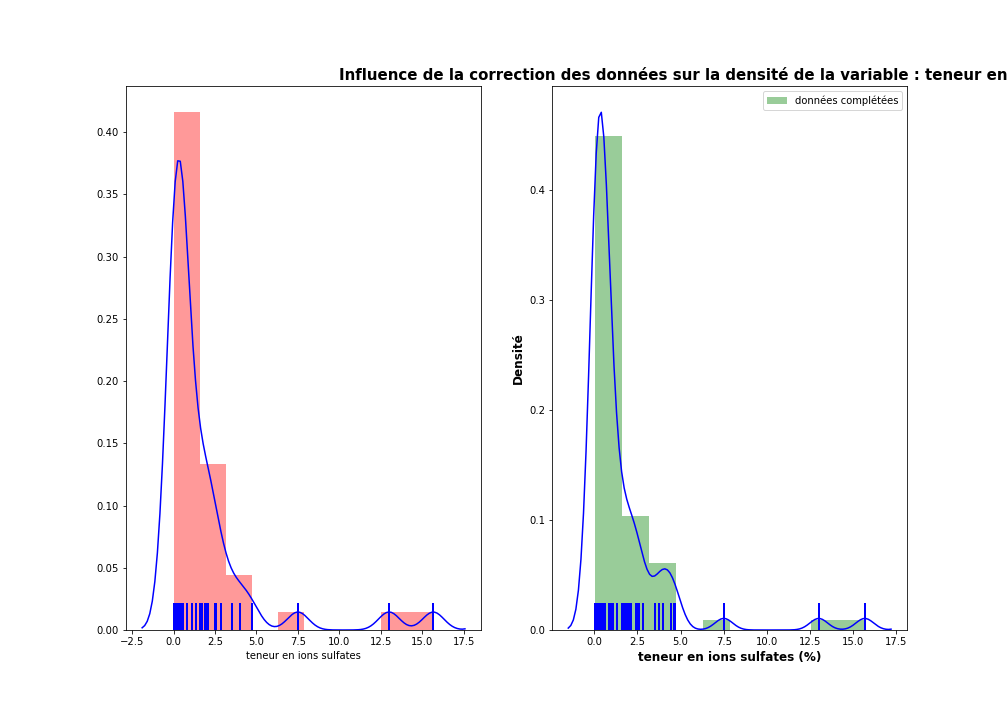 Influence de la correction des données sur la densité de la variable : teneur en
données complétées
0.40
0.35
0.30
0.25
0.20
0.15
0.10
0.05
0.00
−2.5 0.0 2.5 5.0 7.5 10.0 12.5 15.0 17.5
teneur en ions sulfates
Densité
0.4
0.3
0.2
0.1
0.0
0.0 2.5 5.0 7.5 10.0 12.5 15.0 17.5
teneur en ions sulfates (%)